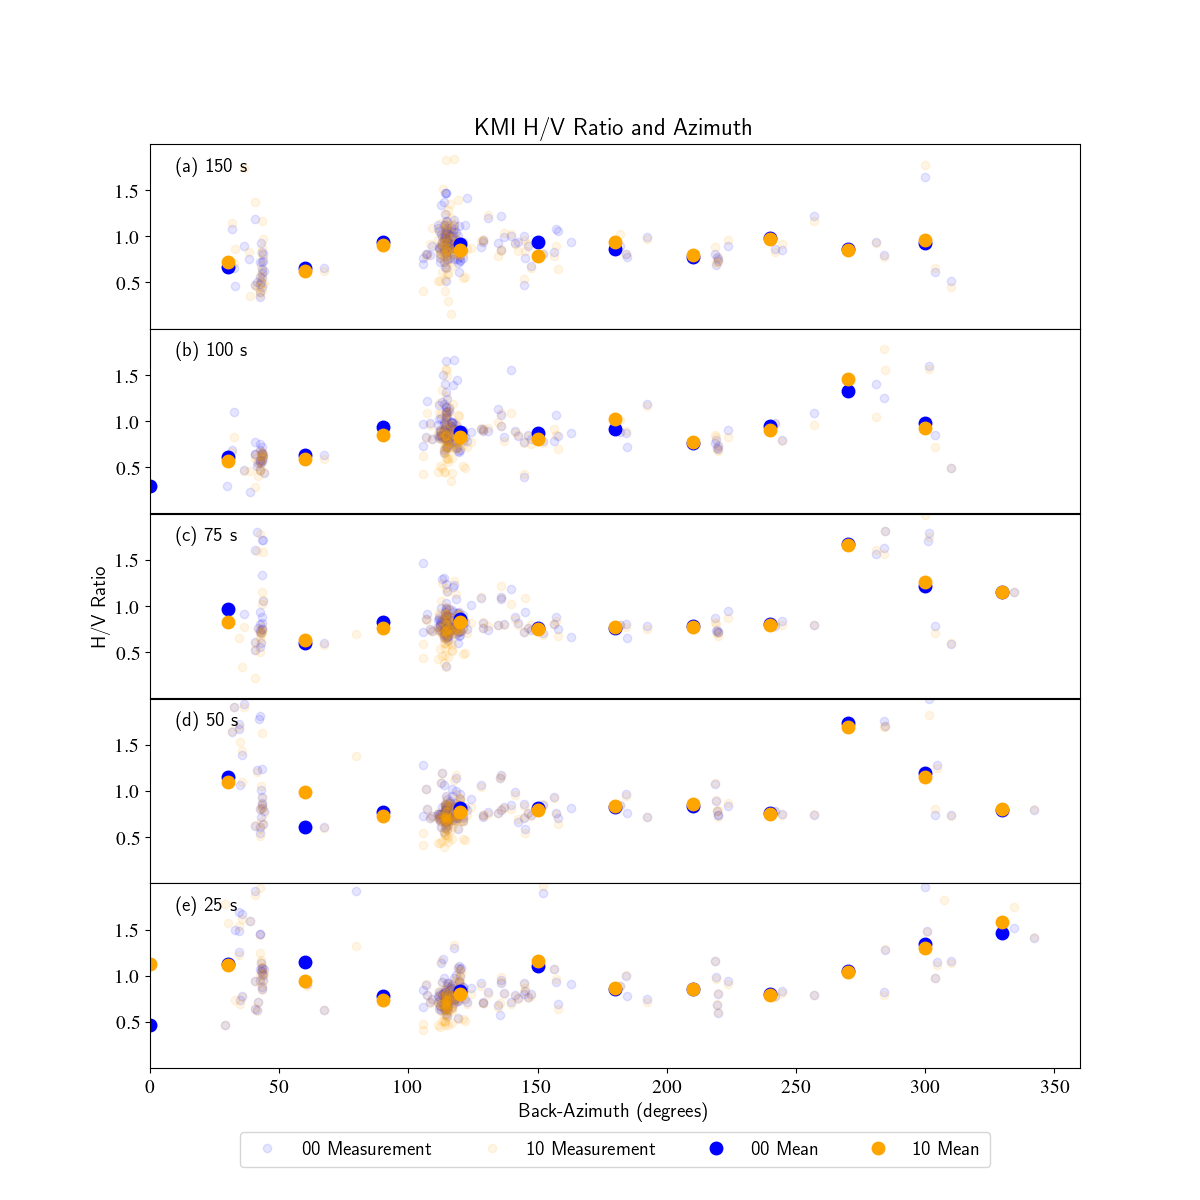 KMI H/V Ratio and Azimuth
(a) 150 s
1.5
1.0
0.5
(b) 100 s
1.5
1.0
0.5
(c) 75 s
1.5
1.0
0.5
H/V Ratio
(d) 50 s
1.5
1.0
0.5
(e) 25 s
1.5
1.0
0.5
0 50 100 150 200 250 300 350
Back-Azimuth (degrees)
00 Measurement 10 Measurement 00 Mean 10 Mean